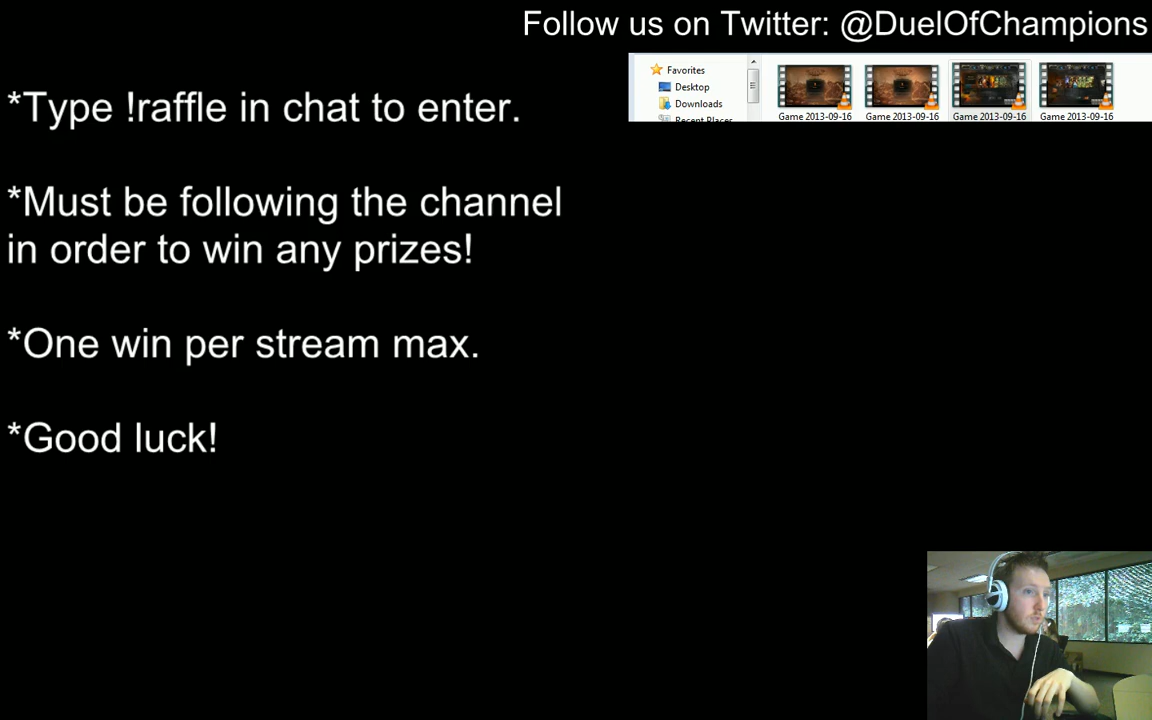 Follow us on Twitter: @DuelOfChampions
Favorites
Desktop
Downloads
Recent Places
Game 2013-09-16
Game 2013-09-16
Game 2013-09-16
Game 2013-09-16
*Type !raffle in chat to enter.
*Must be following the channel
in order to win any prizes!
*One win per stream max.
*Good luck!